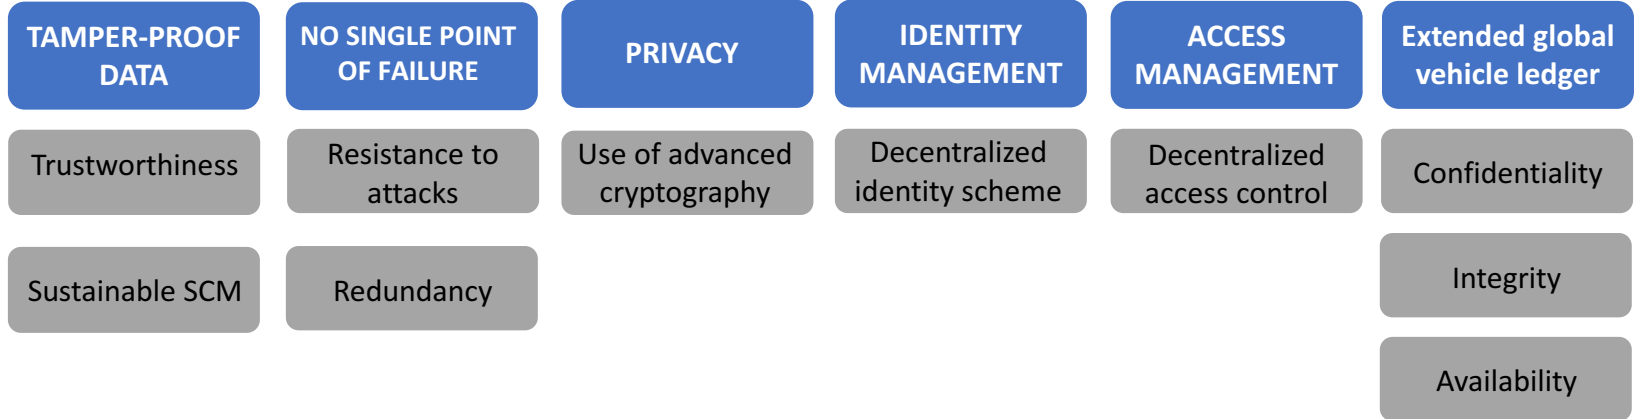 TAMPER-PROOF
DATA
NO SINGLE POINT
OF FAILURE
PRIVACY
IDENTITY
MANAGEMENT
ACCESS
MANAGEMENT
Extended global
vehicle ledger
Trustworthiness
Resistance to
attacks
Use of advanced
cryptography
Decentralized
identity scheme
Decentralized
access control
Confidentiality
Sustainable SCM
Redundancy
Integrity
Availability